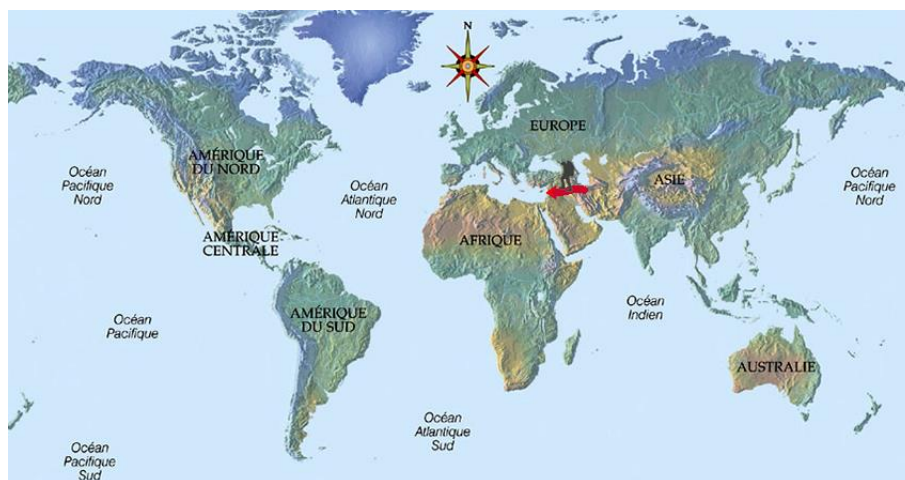 N
EUROPE
AMÉRIQUE
DU NORD
Océan
Pacifique
Nord
Océan
Atlantique
Nord
ASIE
Océan
Pacifique
Nord
AMÉRIQUE
CENTRALE
AFRIQUE
Océan
Pacifique
AMÉRIQUE
DU SUD
Océan
Indien
AUSTRALIE
Océan
Atlantique
Sud
Océan
Pacifique
Sud